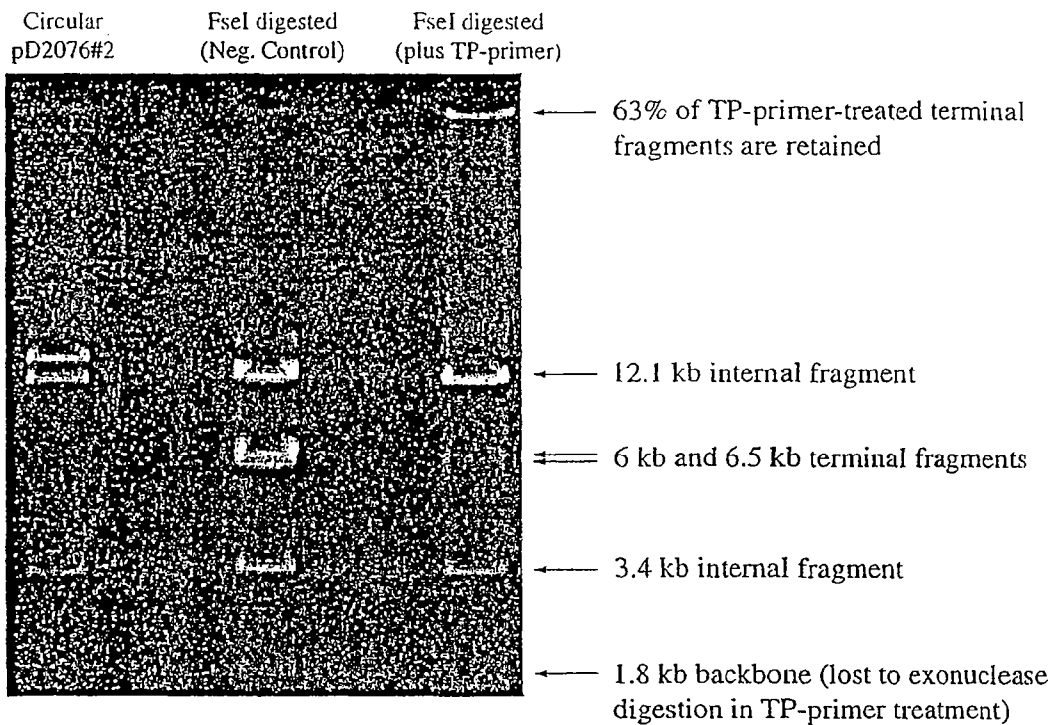 Circular
pD2076#2
FseI digested
(Neg. Control)
FseI digested
(plus TP-primer)
63% of TP-primer-treated terminal
fragments are retained
12.1 kb internal fragment
6 kb and 6.5 kb terminal fragments
3.4 kb internal fragment
1.8 kb backbone (lost to exonuclease
digestion in TP-primer treatment)